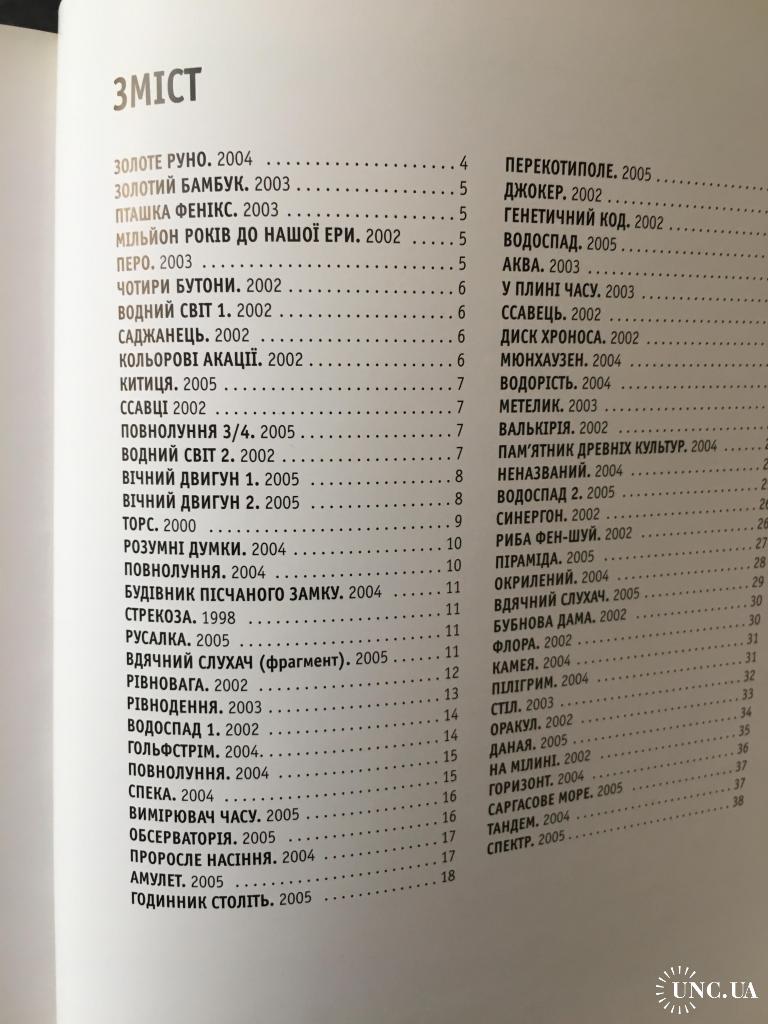 ЗМІСТ
ЗОЛОТЕ РУНО. 2004 .................... 4
ЗОЛОТИЙ БАМБУК. 2003 .................... 5
ПТАШКА ФЕНІКС. 2003 .................... 5
МІЛЬЙОН РОКІВ ДО НАШОЇ ЕРИ. 2002 ..... 5
ПЕРО. 2003 .................... 5
ЧОТИРИ БУТОНИ. 2002 .................... 6
ВОДНИЙ СВІТ 1. 2002 .................... 6
САДЖАНЕЦЬ. 2002 .................... 6
КОЛЬОРОВІ АКАЦІЇ. 2002 .................... 6
КИТИЦЯ. 2005 .................... 7
ССАВЦІ 2002 .................... 7
ПОВНОЛУННЯ 3/4. 2005 .................... 7
ВОДНИЙ СВІТ 2. 2002 .................... 7
ВІЧНИЙ ДВИГУН 1. 2005 .................... 8
ВІЧНИЙ ДВИГУН 2. 2005 .................... 8
ТОРС. 2000 .................... 9
РОЗУМНІ ДУМКИ. 2004 .................... 10
ПОВНОЛУННЯ. 2004 .................... 10
БУДІВНИК ПІСЧАНОГО ЗАМКУ. 2004 ....... 11
СТРЕКОЗА. 1998 .................... 11
РУСАЛКА. 2005 .................... 11
ВДЯЧНИЙ СЛУХАЧ (фрагмент). 2005 ...... 11
РІВНОВАГА. 2002 .................... 12
РІВНОДЕННЯ. 2003 .................... 13
ВОДОСПАД 1. 2002 .................... 14
ГОЛЬФСТРІМ. 2004 .................... 14
ПОВНОЛУННЯ. 2004 .................... 15
СПЕКА. 2004 .................... 15
ВИМІРЮВАЧ ЧАСУ. 2005 .................... 16
ОБСЕРВАТОРІЯ. 2005 .................... 16
ПРОРОСЛЕ НАСІННЯ. 2004 .................... 17
АМУЛЕТ. 2005 .................... 17
ГОДИННИК СТОЛІТЬ. 2005 .................... 18
ПЕРЕКОТИПОЛЕ. 2005 ..........
ДЖОКЕР. 2002 ..........
ГЕНЕТИЧНИЙ КОД. 2002 ..........
ВОДОСПАД. 2005 ..........
АКВА. 2003 ..........
У ПЛИНІ ЧАСУ. 2003 ..........
ССАВЕЦЬ. 2002 ..........
ДИСК ХРОНОСА. 2002 ..........
МЮНХАУЗЕН. 2004 ..........
ВОДОРІСТЬ. 2004 ..........
МЕТЕЛИК. 2003 ..........
ВАЛЬКІРІЯ. 2002 ..........
ПАМ'ЯТНИК ДРЕВНІХ КУЛЬТУР. 2004 .....
НЕНАЗВАНИЙ. 2004 ..........
ВОДОСПАД 2. 2005 ..........
СИНЕРГОН. 2002 .......... 26
РИБА ФЕН-ШУЙ. 2002 .......... 26
ПІРАМІДА. 2005 .......... 27
ОКРИЛЕНИЙ. 2004 .......... 28
ВДЯЧНИЙ СЛУХАЧ. 2005 .......... 29
БУБНОВА ДАМА. 2002 .......... 30
ФЛОРА. 2002 .......... 30
КАМЕЯ. 2004 .......... 31
ПІЛІГРИМ. 2004 .......... 31
СТІЛ. 2003 .......... 32
ОРАКУЛ. 2002 .......... 33
ДАНАЯ. 2005 .......... 34
НА МІЛИНІ. 2002 .......... 35
ГОРИЗОНТ. 2004 .......... 36
САРГАСОВЕ МОРЕ. 2005 .......... 37
ТАНДЕМ. 2004 .......... 37
СПЕКТР. 2005 .......... 38
UNC.UA